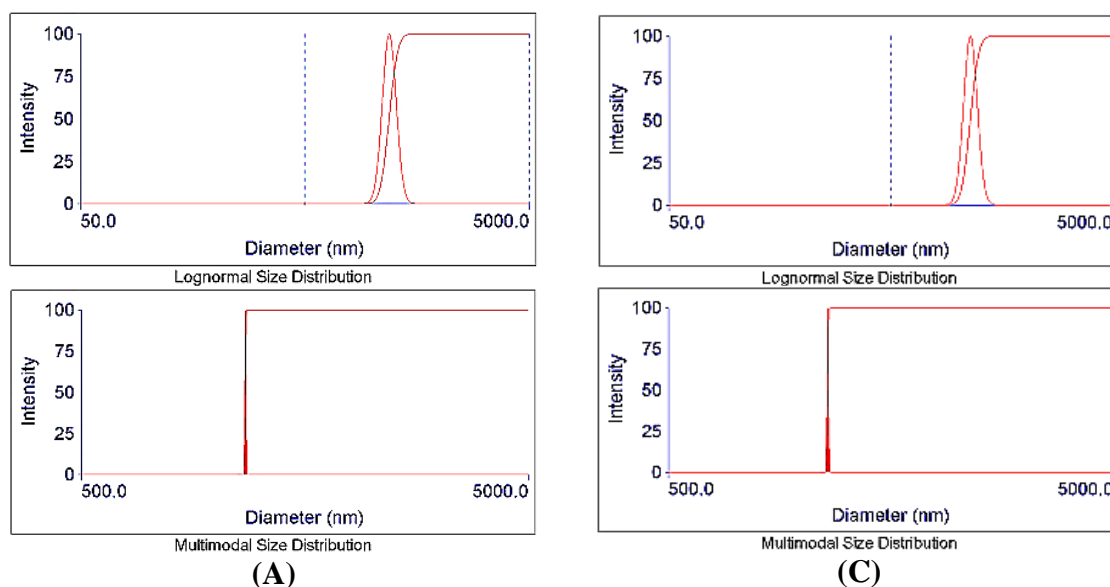 100
75
50
25
0
Intensity
50.0 5000.0
Diameter (nm)
Lognormal Size Distribution
100
75
50
25
0
Intensity
500.0 5000.0
Diameter (nm)
Multimodal Size Distribution
(A)
100
75
50
25
0
Intensity
50.0 5000.0
Diameter (nm)
Lognormal Size Distribution
100
75
50
25
0
Intensity
500.0 5000.0
Diameter (nm)
Multimodal Size Distribution
(C)